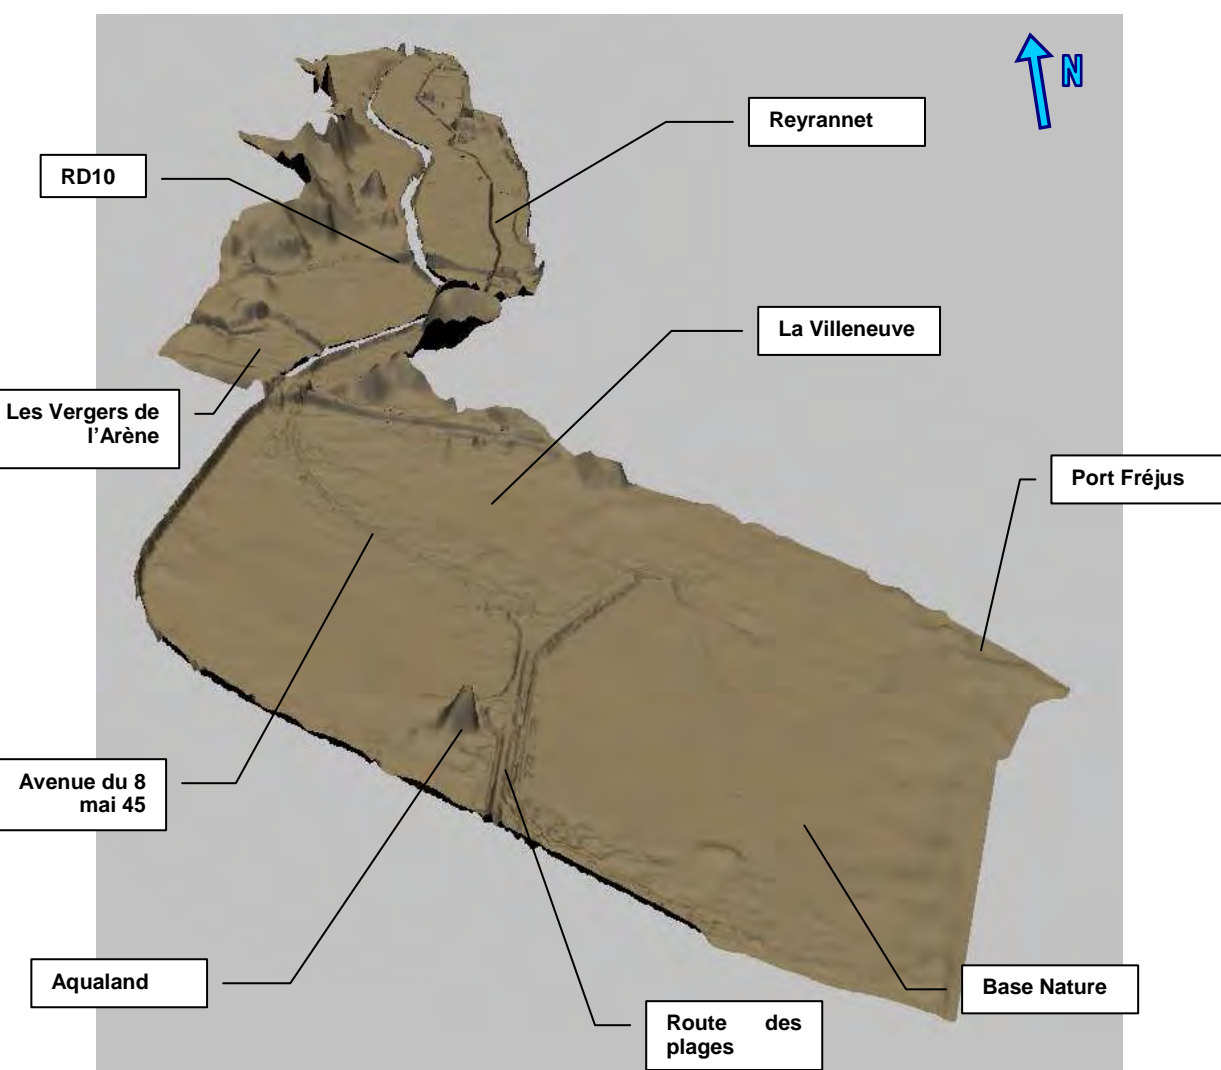 N
Reyrannet
RD10
La Villeneuve
Les Vergers de
l'Arène
Port Fréjus
Avenue du 8
mai 45
Aqualand
Base Nature
Route des
plages